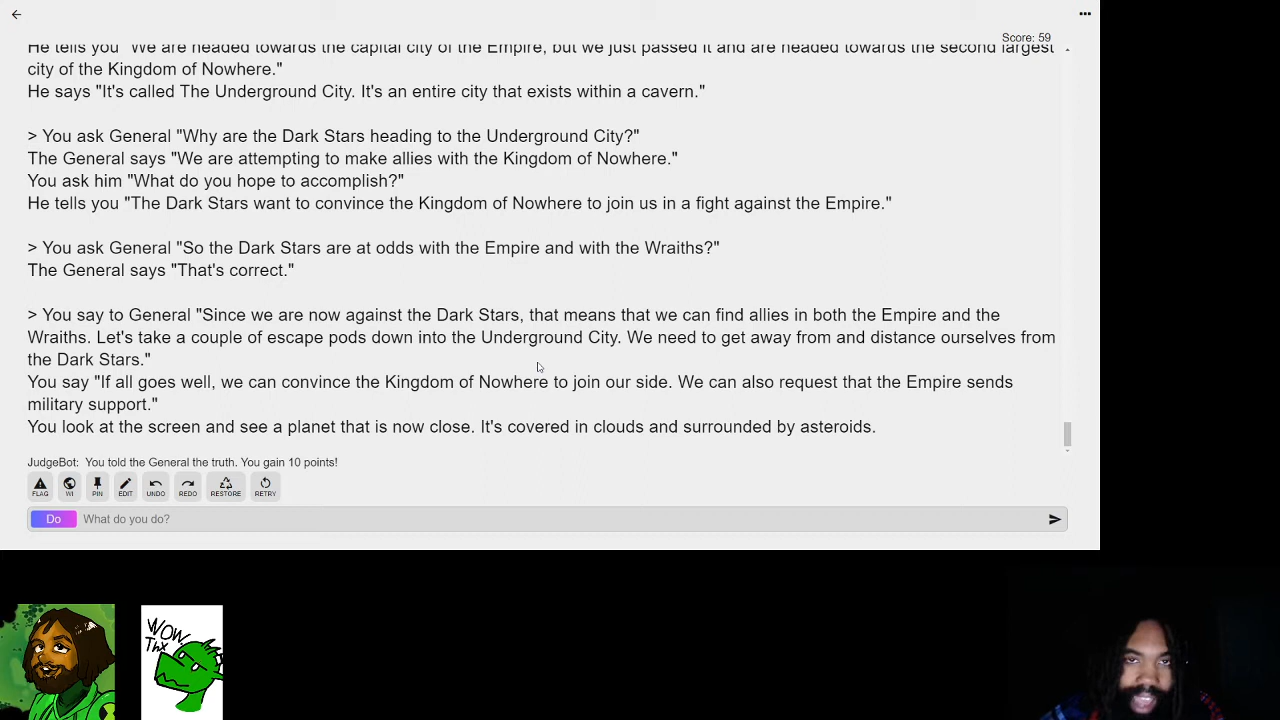 Score: 59
He tells you "We are headed towards the capital city of the Empire, but we just passed it and are headed towards the second largest
city of the Kingdom of Nowhere."
He says "It's called The Underground City. It's an entire city that exists within a cavern."
> You ask General "Why are the Dark Stars heading to the Underground City?"
The General says "We are attempting to make allies with the Kingdom of Nowhere."
You ask him "What do you hope to accomplish?"
He tells you "The Dark Stars want to convince the Kingdom of Nowhere to join us in a fight against the Empire."
> You ask General "So the Dark Stars are at odds with the Empire and with the Wraiths?"
The General says "That's correct."
> You say to General "Since we are now against the Dark Stars, that means that we can find allies in both the Empire and the
Wraiths. Let's take a couple of escape pods down into the Underground City. We need to get away from and distance ourselves from
the Dark Stars."
You say "If all goes well, we can convince the Kingdom of Nowhere to join our side. We can also request that the Empire sends
military support."
You look at the screen and see a planet that is now close. It's covered in clouds and surrounded by asteroids.
JudgeBot: You told the General the truth. You gain 10 points!
FLAG WI PIN EDIT UNDO REDO RESTORE RETRY
Do What do you do?
WOW
Thx